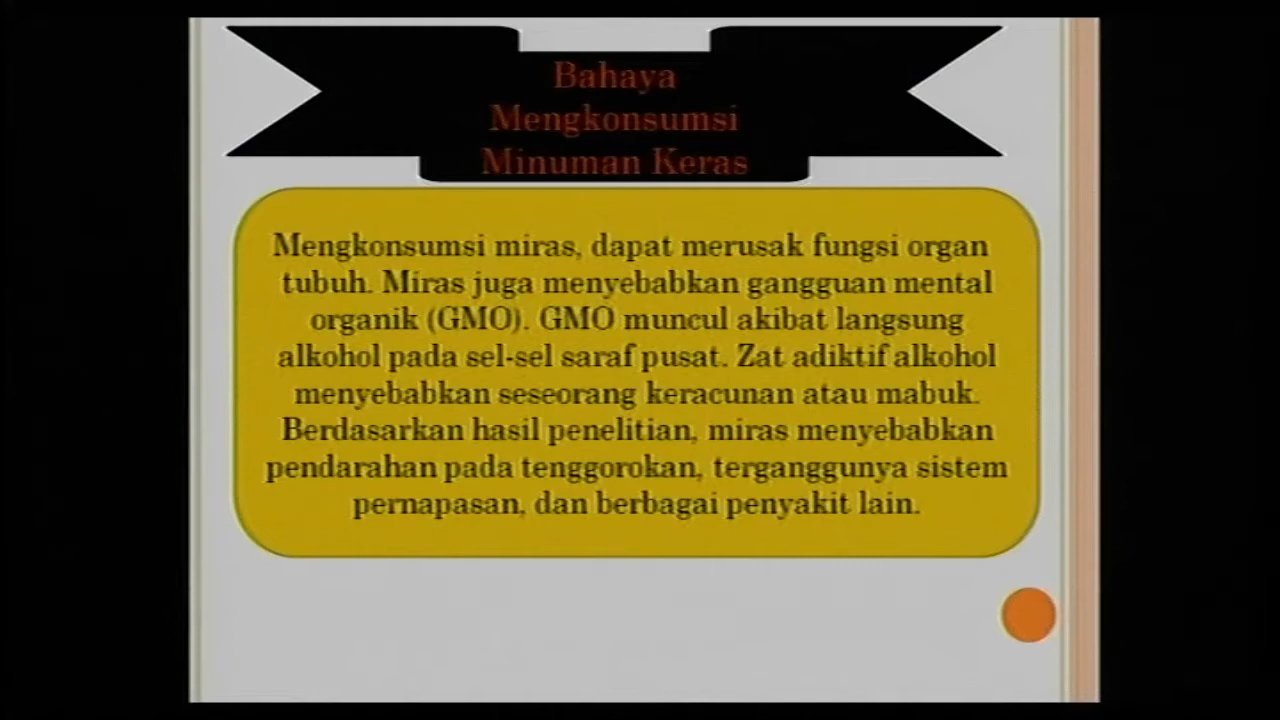 Bahaya
Mengkonsumsi
Minuman Keras
Mengkonsumsi miras, dapat merusak fungsi organ
tubuh. Miras juga menyebabkan gangguan mental
organik (GMO). GMO muncul akibat langsung
alkohol pada sel-sel saraf pusat. Zat adiktif alkohol
menyebabkan seseorang keracunan atau mabuk.
Berdasarkan hasil penelitian, miras menyebabkan
pendarahan pada tenggorokan, terganggunya sistem
pernapasan, dan berbagai penyakit lain.